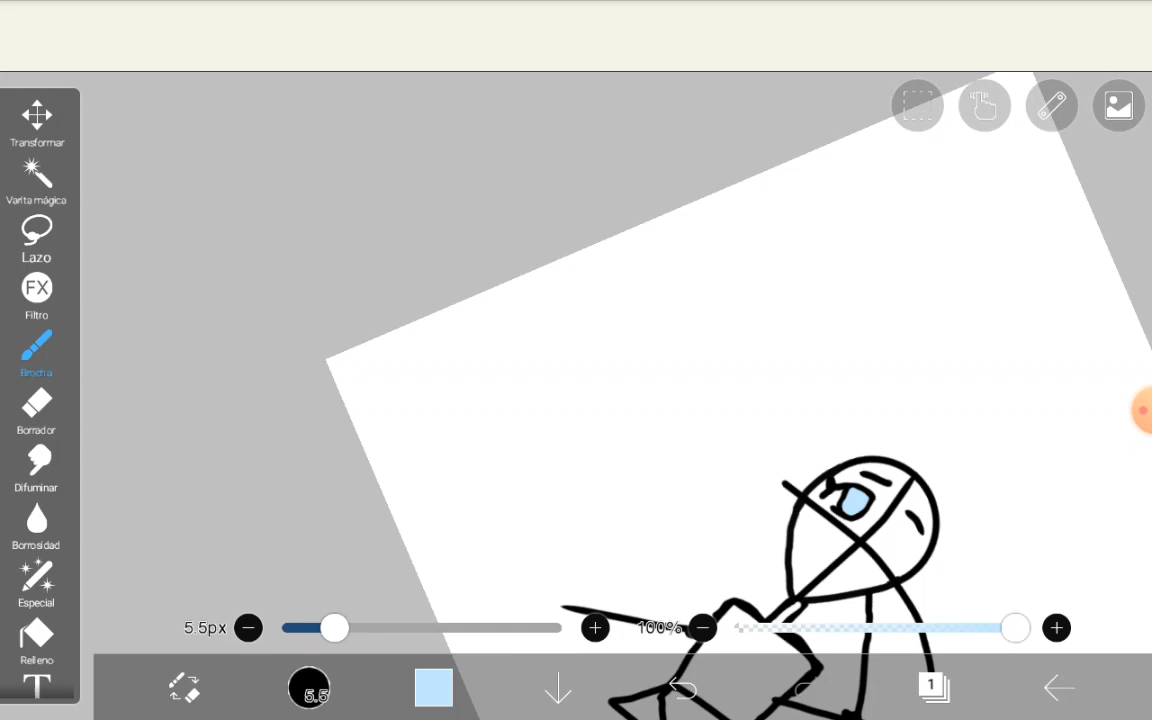 Transformar
Varita mágica
Lazo
FX
Filtro
Brocha
Borrador
Difuminar
Borrosidad
Especial
Relleno
T
5.5px
100%
5.5
1